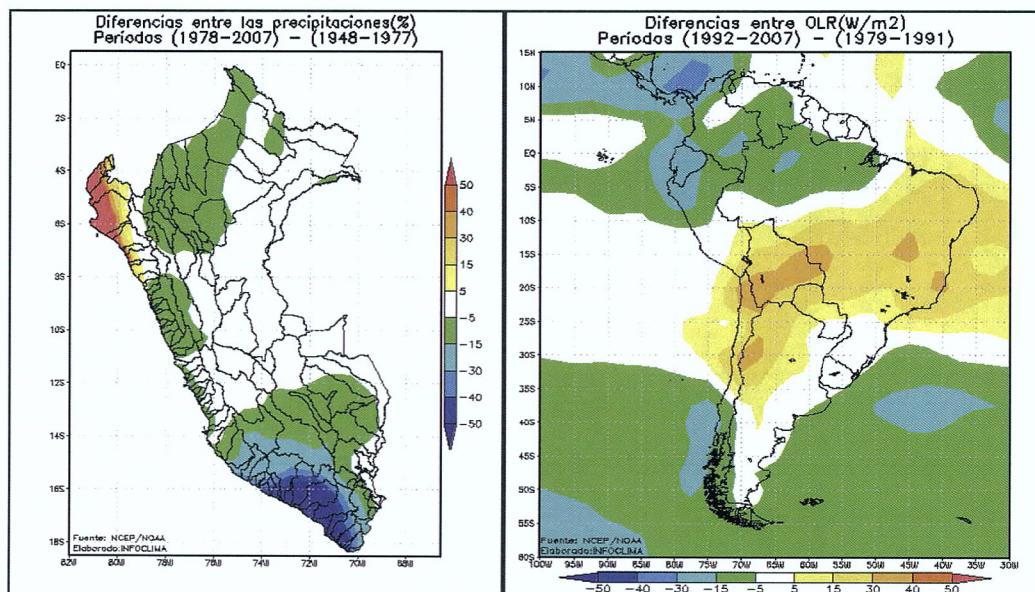 Diferencias entre las precipitaciones(%)
Períodos (1978–2007) – (1948–1977)
EQ
2S
4S
6S
8S
10S
12S
14S
16S
18S
82W
80W
78W
76W
74W
72W
70W
Fuente: NCEP/NOAA
Elaborado:INFOCLIMA
50
40
30
15
5
−5
−15
−30
−40
−50
Diferencias entre OLR(W/m2)
Períodos (1992–2007) – (1979–1991)
15N
10N
5N
EQ
5S
10S
15S
20S
25S
30S
35S
40S
45S
50S
55S
60S
100W
95W
90W
85W
80W
75W
70W
65W
60W
55W
50W
45W
40W
35W
30W
Fuente: NCEP/NOAA
Elaborado:INFOCLIMA
−50
−40
−30
−15
−5
5
15
30
40
50